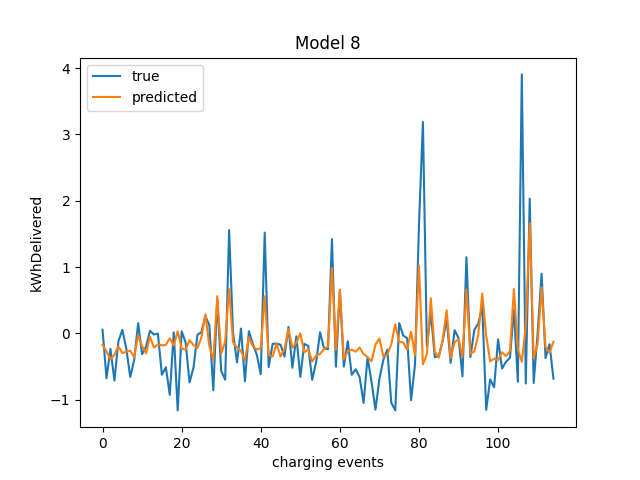 Model 8
true
predicted
kWhDelivered
4
3
2
1
0
−1
0 20 40 60 80 100
charging events